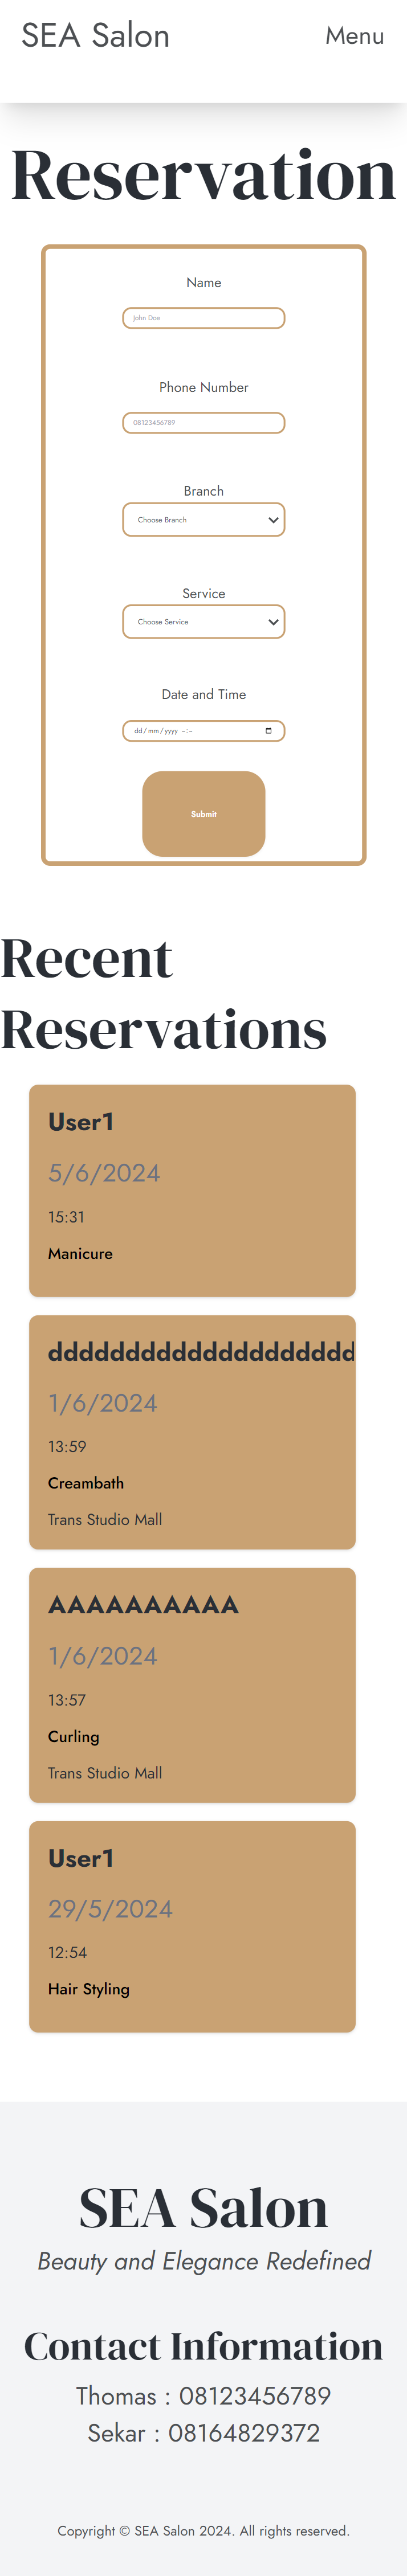 SEA Salon
Menu
Reservation
Name
John Doe
Phone Number
08123456789
Branch
Choose Branch
Service
Choose Service
Date and Time
dd/mm/yyyy --:--
Submit
Recent
Reservations
User1
5/6/2024
15:31
Manicure
1/6/2024
13:59
Creambath
Trans Studio Mall
AAAAAAAAAA
1/6/2024
13:57
Curling
Trans Studio Mall
User1
29/5/2024
12:54
Hair Styling
SEA Salon
Beauty and Elegance Redefined
Contact Information
Thomas : 08123456789
Sekar : 08164829372
Copyright © SEA Salon 2024. All rights reserved.